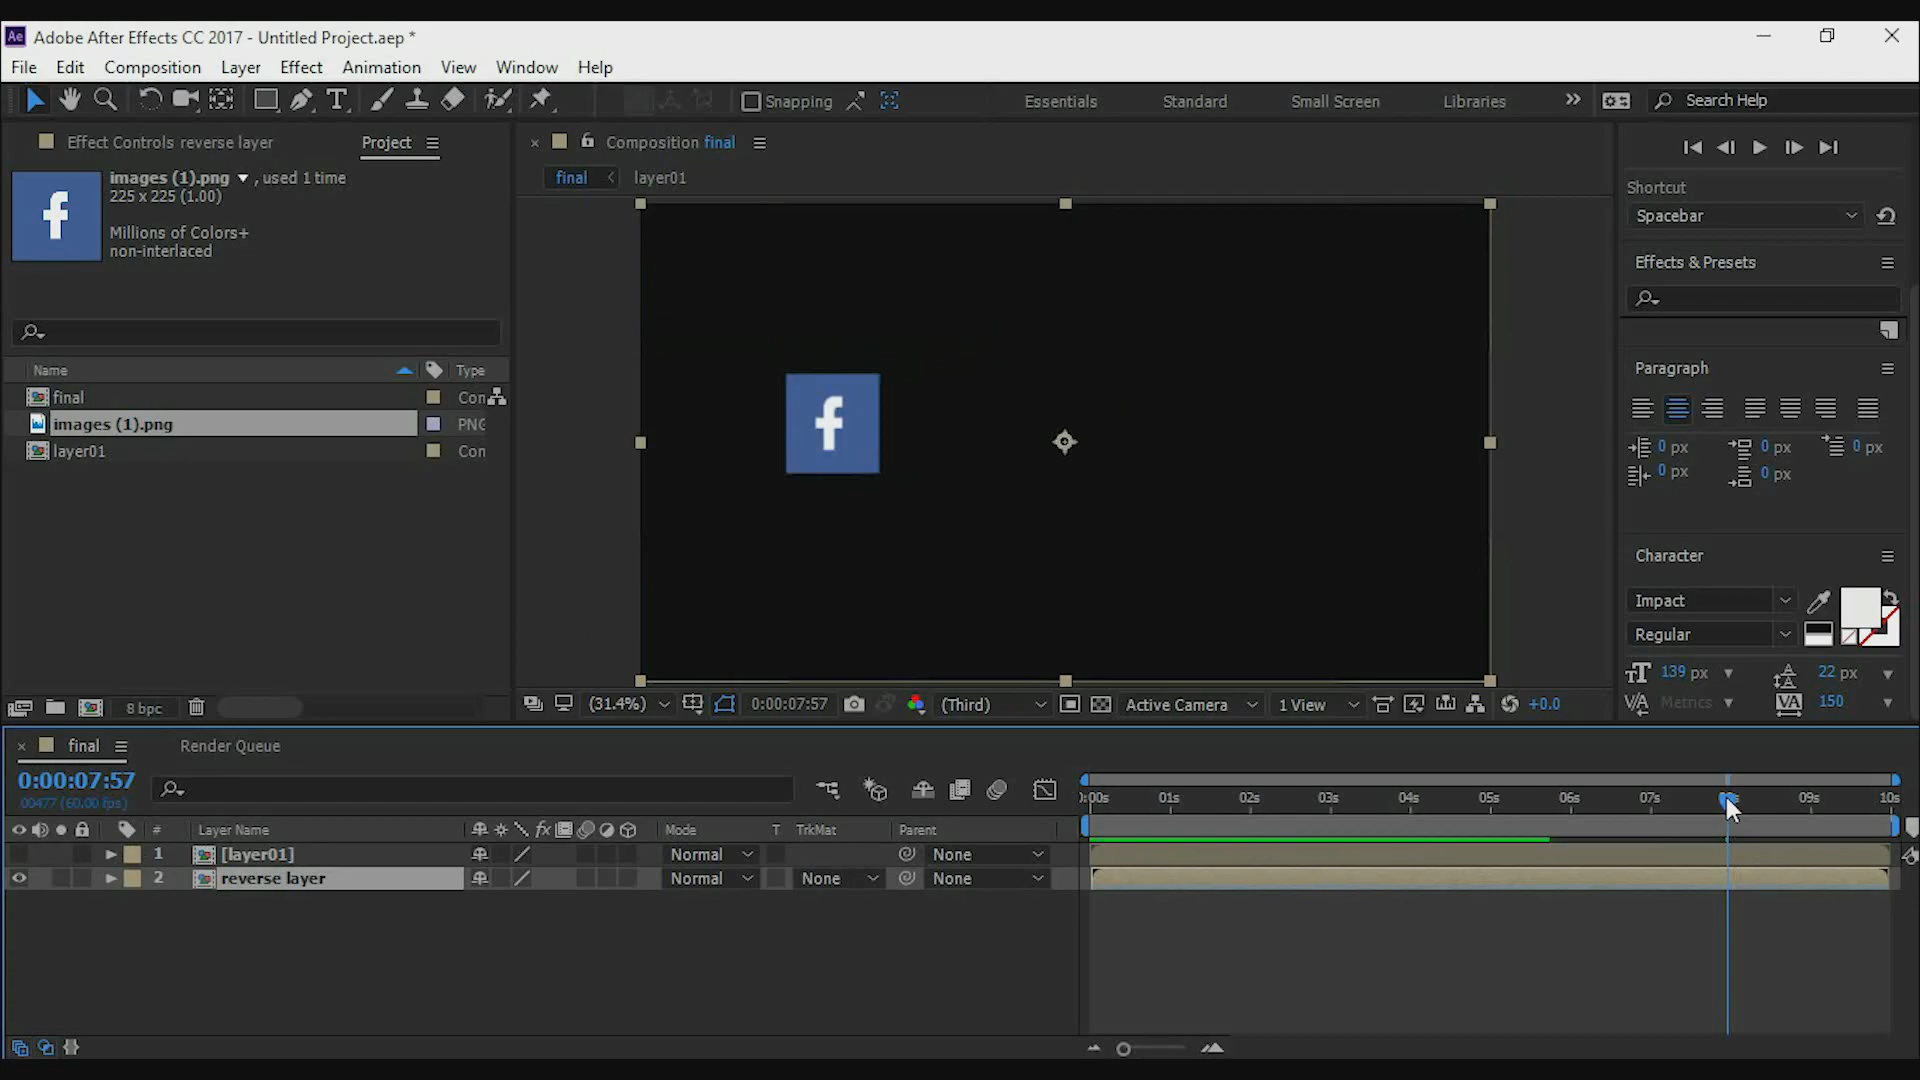 Ae Adobe After Effects CC 2017 - Untitled Project.aep *
File Edit Composition Layer Effect Animation View Window Help
T Snapping Essentials Standard Small Screen Libraries Search Help
Effect Controls reverse layer Project
Composition final
final layer01
images (1).png , used 1 time
225 x 225 (1.00)
Millions of Colors+
non-interlaced
f
Name Type
final Con
images (1).png PNG
layer01 Con
8 bpc
f
(31.4%) 0:00:07:57 (Third) Active Camera 1 View +0.0
Shortcut
Spacebar
Effects & Presets
Paragraph
0 px 0 px 0 px
0 px 0 px
Character
Impact
Regular
139 px 22 px
Metrics 150
final Render Queue
0:00:07:57
00477 (60.00 fps)
# Layer Name fx Mode T TrkMat Parent
1 [layer01] Normal None
2 reverse layer Normal None None
0:00s 01s 02s 03s 04s 05s 06s 07s 09s 10s